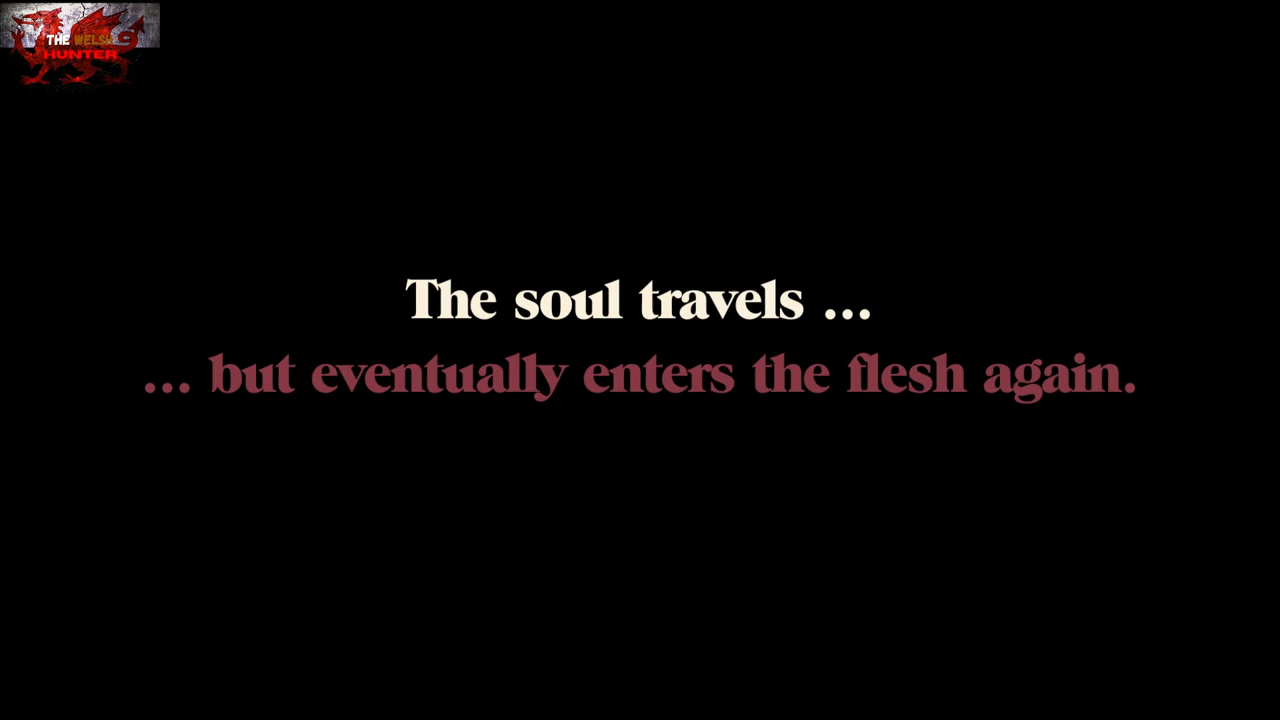 THE WELSH
HUNTER
The soul travels ...
... but eventually enters the flesh again.